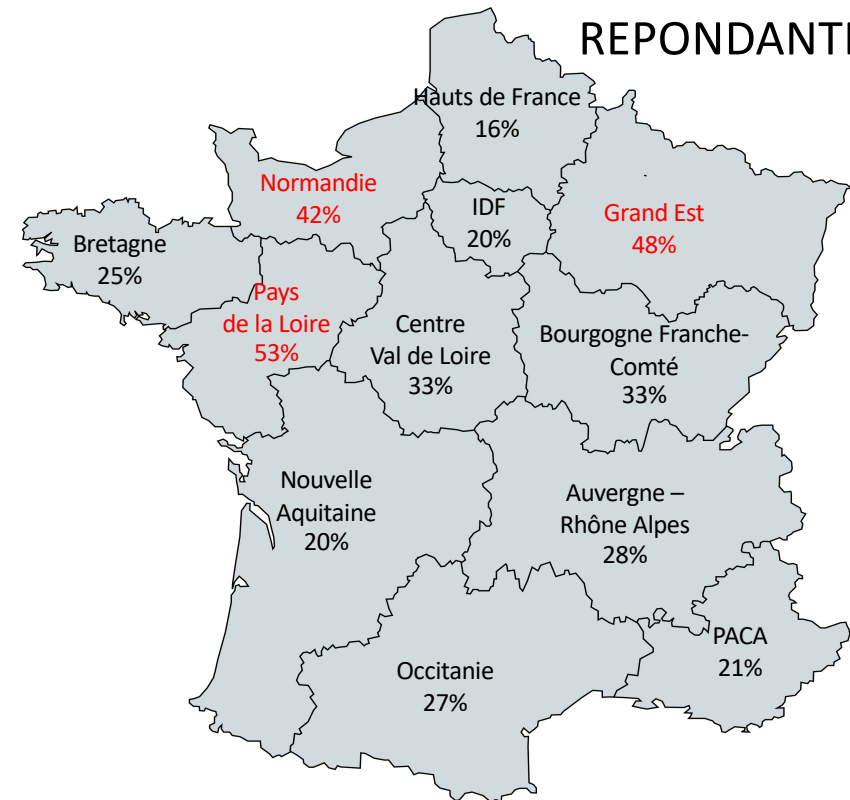 REPONDANTE
Hauts de France
16%
Normandie
42%
IDF
20%
Grand Est
48%
Bretagne
25%
Pays
de la Loire
53%
Centre
Val de Loire
33%
Bourgogne Franche-
Comté
33%
Nouvelle
Aquitaine
20%
Auvergne –
Rhône Alpes
28%
PACA
21%
Occitanie
27%